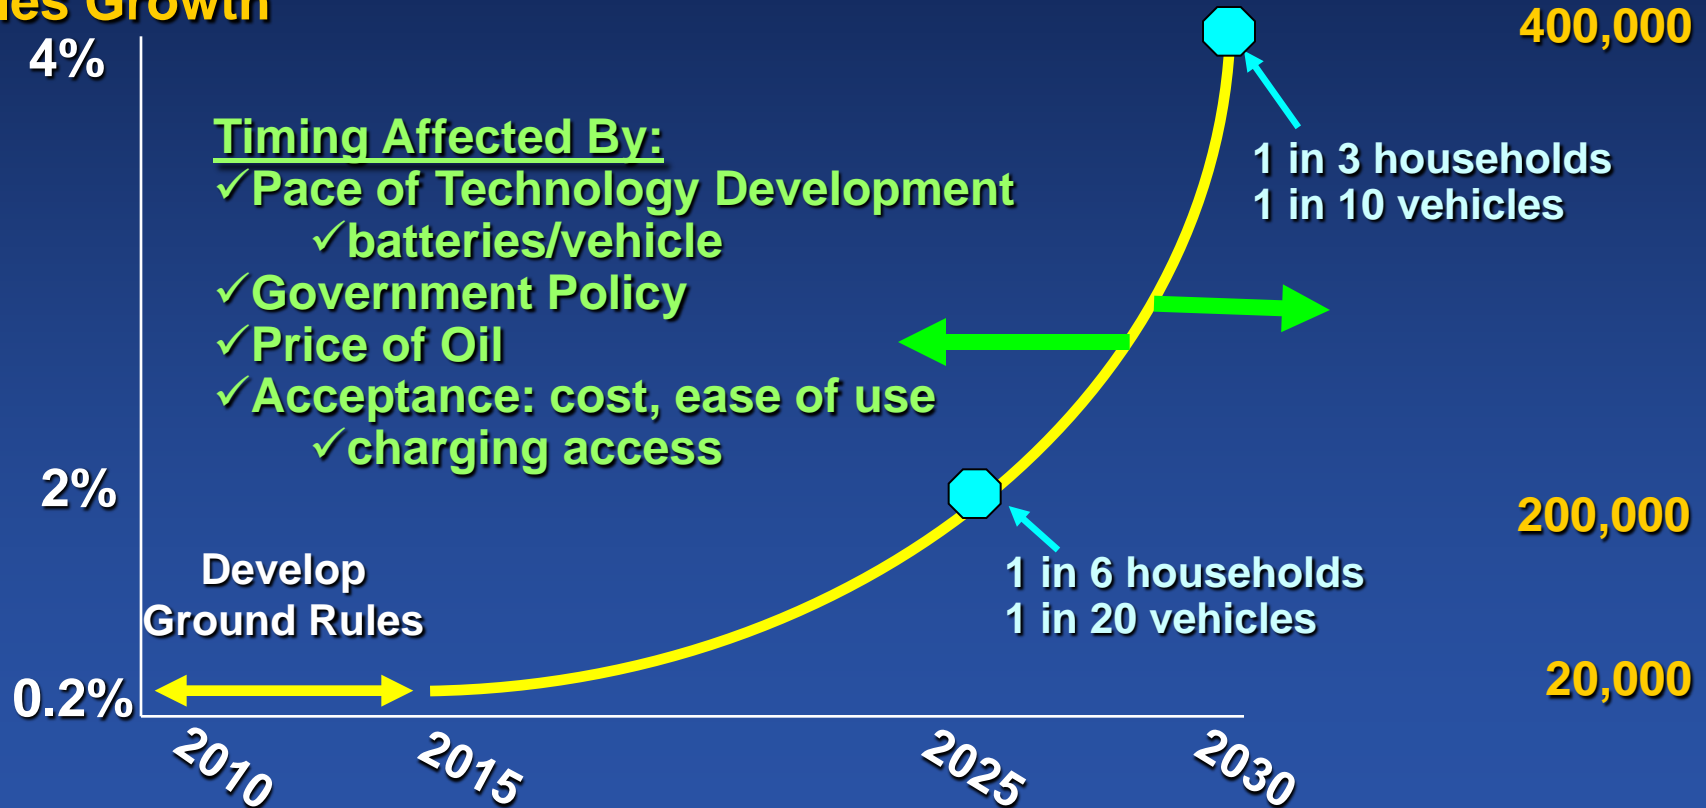 les Growth
4%
400,000
Timing Affected By:
✓Pace of Technology Development
✓batteries/vehicle
✓Government Policy
✓Price of Oil
✓Acceptance: cost, ease of use
✓charging access
1 in 3 households
1 in 10 vehicles
2%
200,000
Develop
Ground Rules
1 in 6 households
1 in 20 vehicles
0.2%
20,000
2010
2015
2025
2030